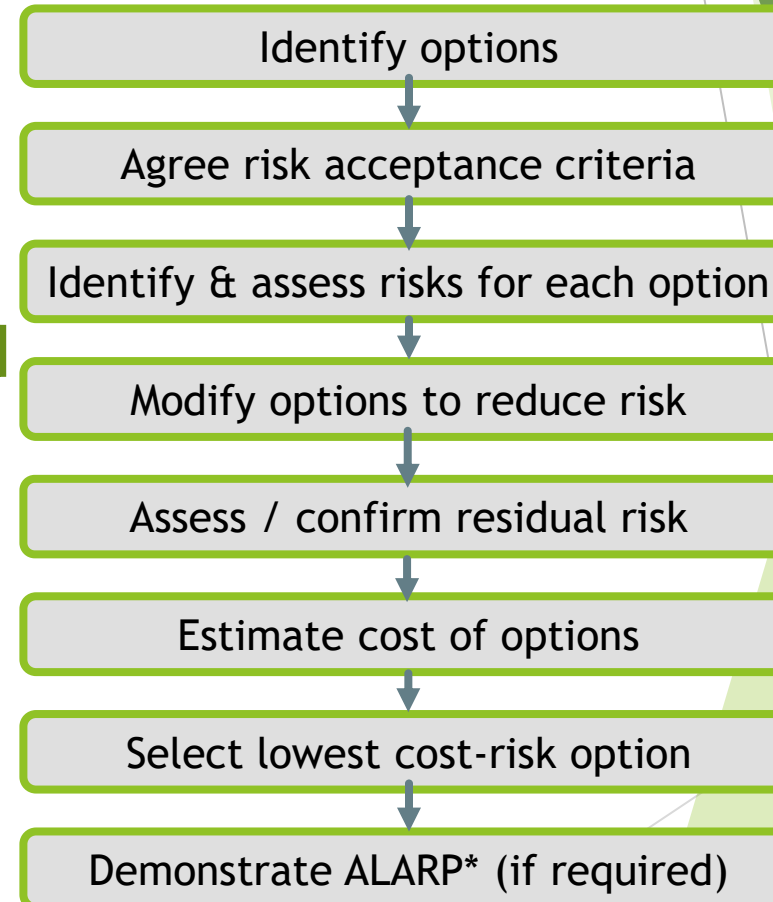 Identify options
Agree risk acceptance criteria
Identify & assess risks for each option
Modify options to reduce risk
Assess / confirm residual risk
Estimate cost of options
Select lowest cost-risk option
Demonstrate ALARP* (if required)